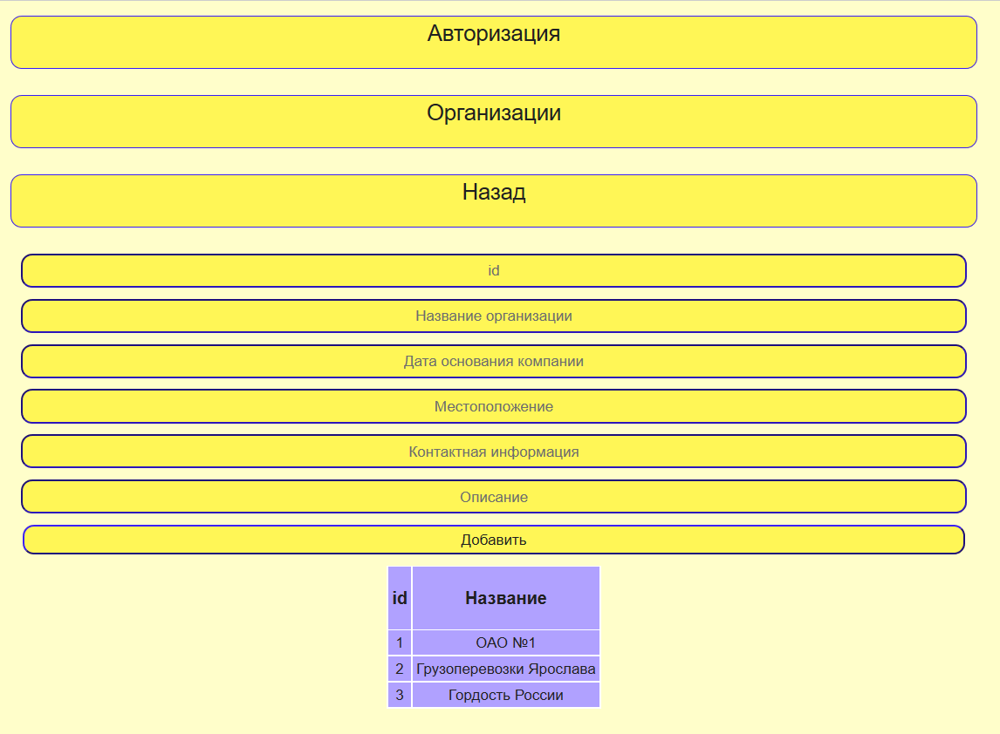 Авторизация
Организации
Назад
id
Название организации
Дата основания компании
Местоположение
Контактная информация
Описание
Добавить
id Название
1 ОАО №1
2 Грузоперевозки Ярослава
3 Гордость России